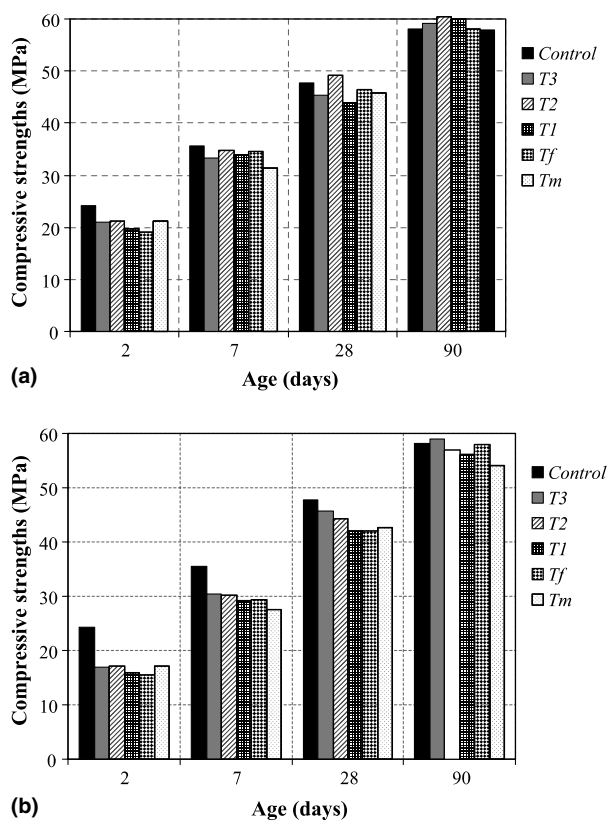 Compressive strengths (MPa)
60
50
40
30
20
10
0
2 7 28 90
Age (days)
Control
T3
T2
T1
Tf
Tm
(a)
Compressive strengths (MPa)
60
50
40
30
20
10
0
2 7 28 90
Age (days)
Control
T3
T2
T1
Tf
Tm
(b)